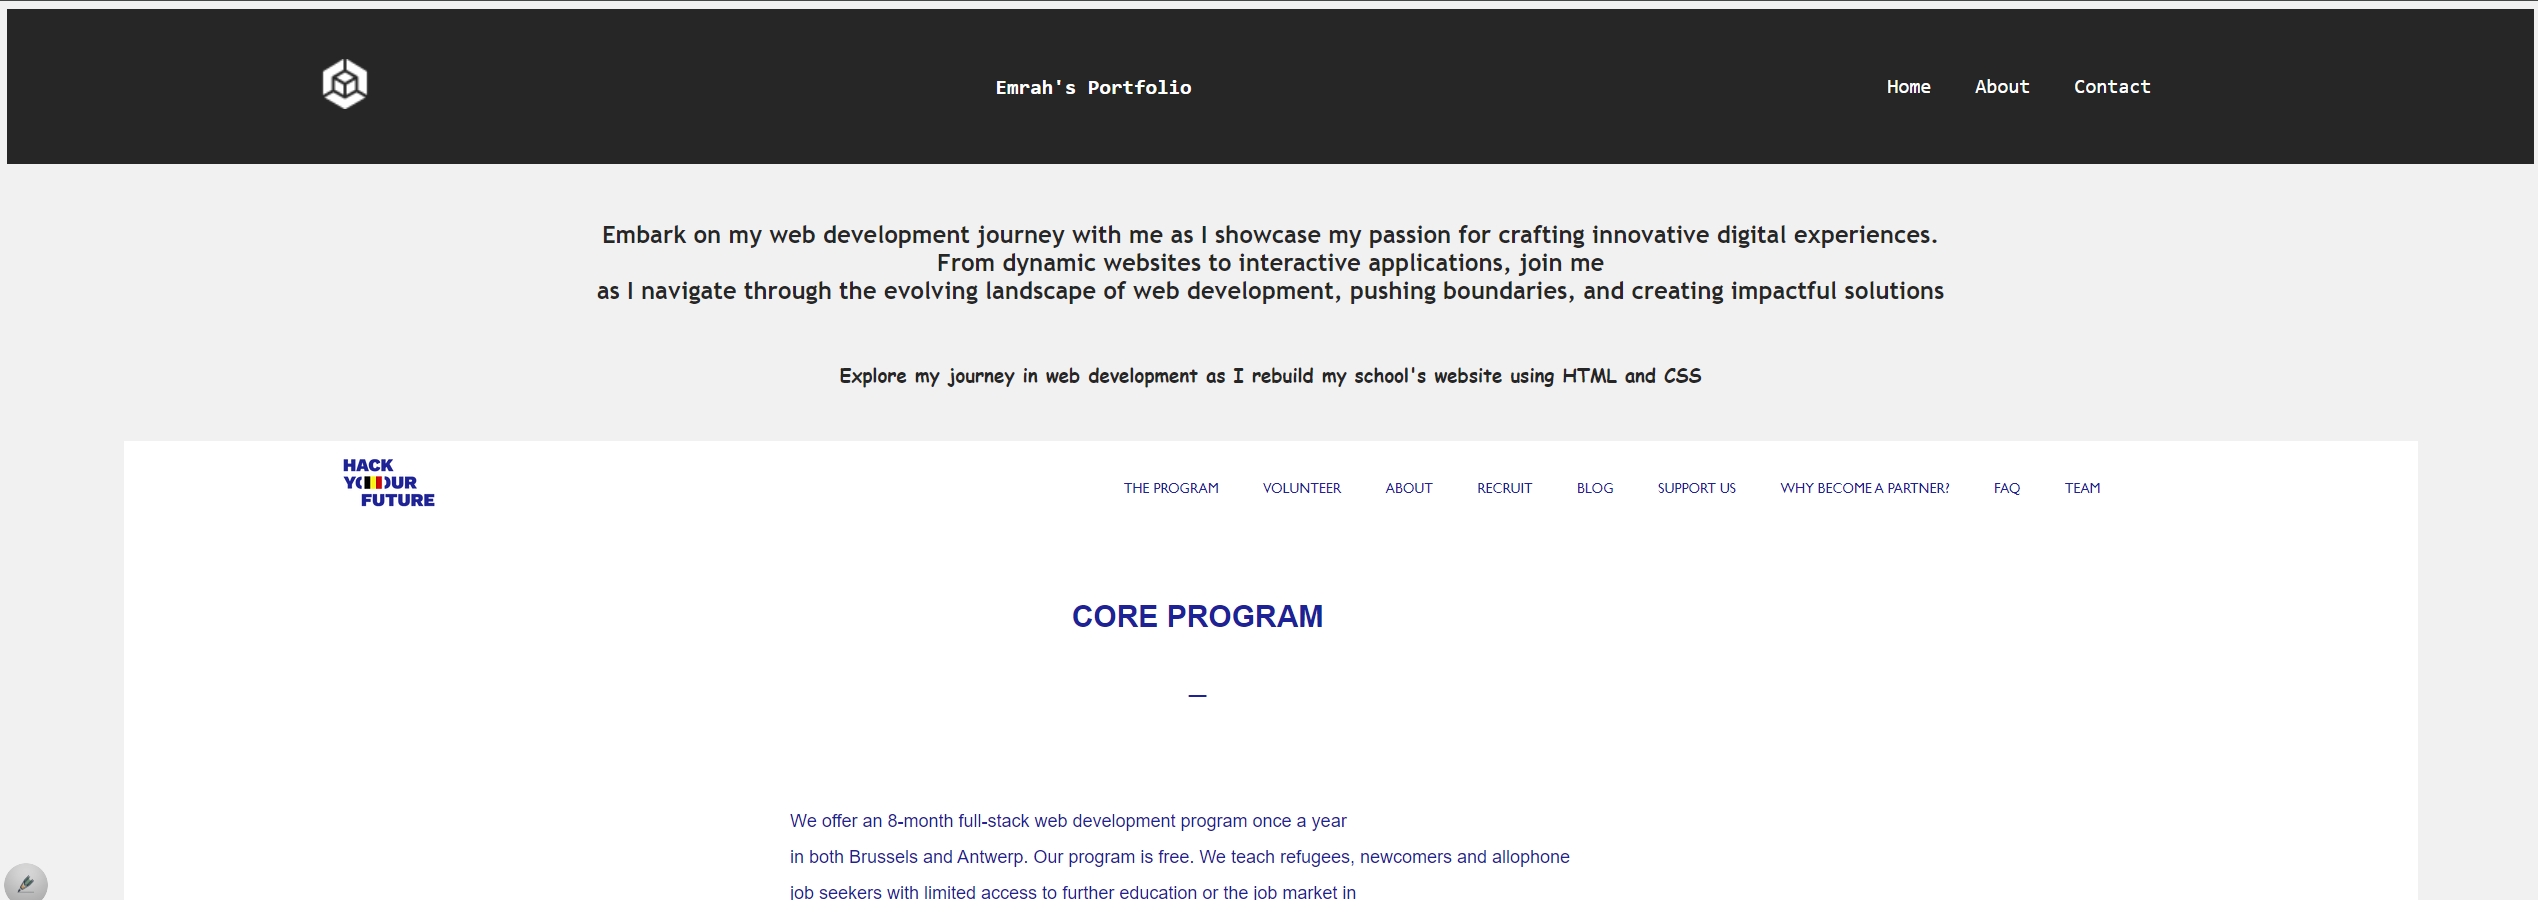 Emrah's Portfolio
Home About Contact
Embark on my web development journey with me as I showcase my passion for crafting innovative digital experiences.
From dynamic websites to interactive applications, join me
as I navigate through the evolving landscape of web development, pushing boundaries, and creating impactful solutions
Explore my journey in web development as I rebuild my school's website using HTML and CSS
HACK
Y()UR
FUTURE
THE PROGRAM VOLUNTEER ABOUT RECRUIT BLOG SUPPORT US WHY BECOME A PARTNER? FAQ TEAM
CORE PROGRAM
—
We offer an 8-month full-stack web development program once a year
in both Brussels and Antwerp. Our program is free. We teach refugees, newcomers and allophone
job seekers with limited access to further education or the job market in